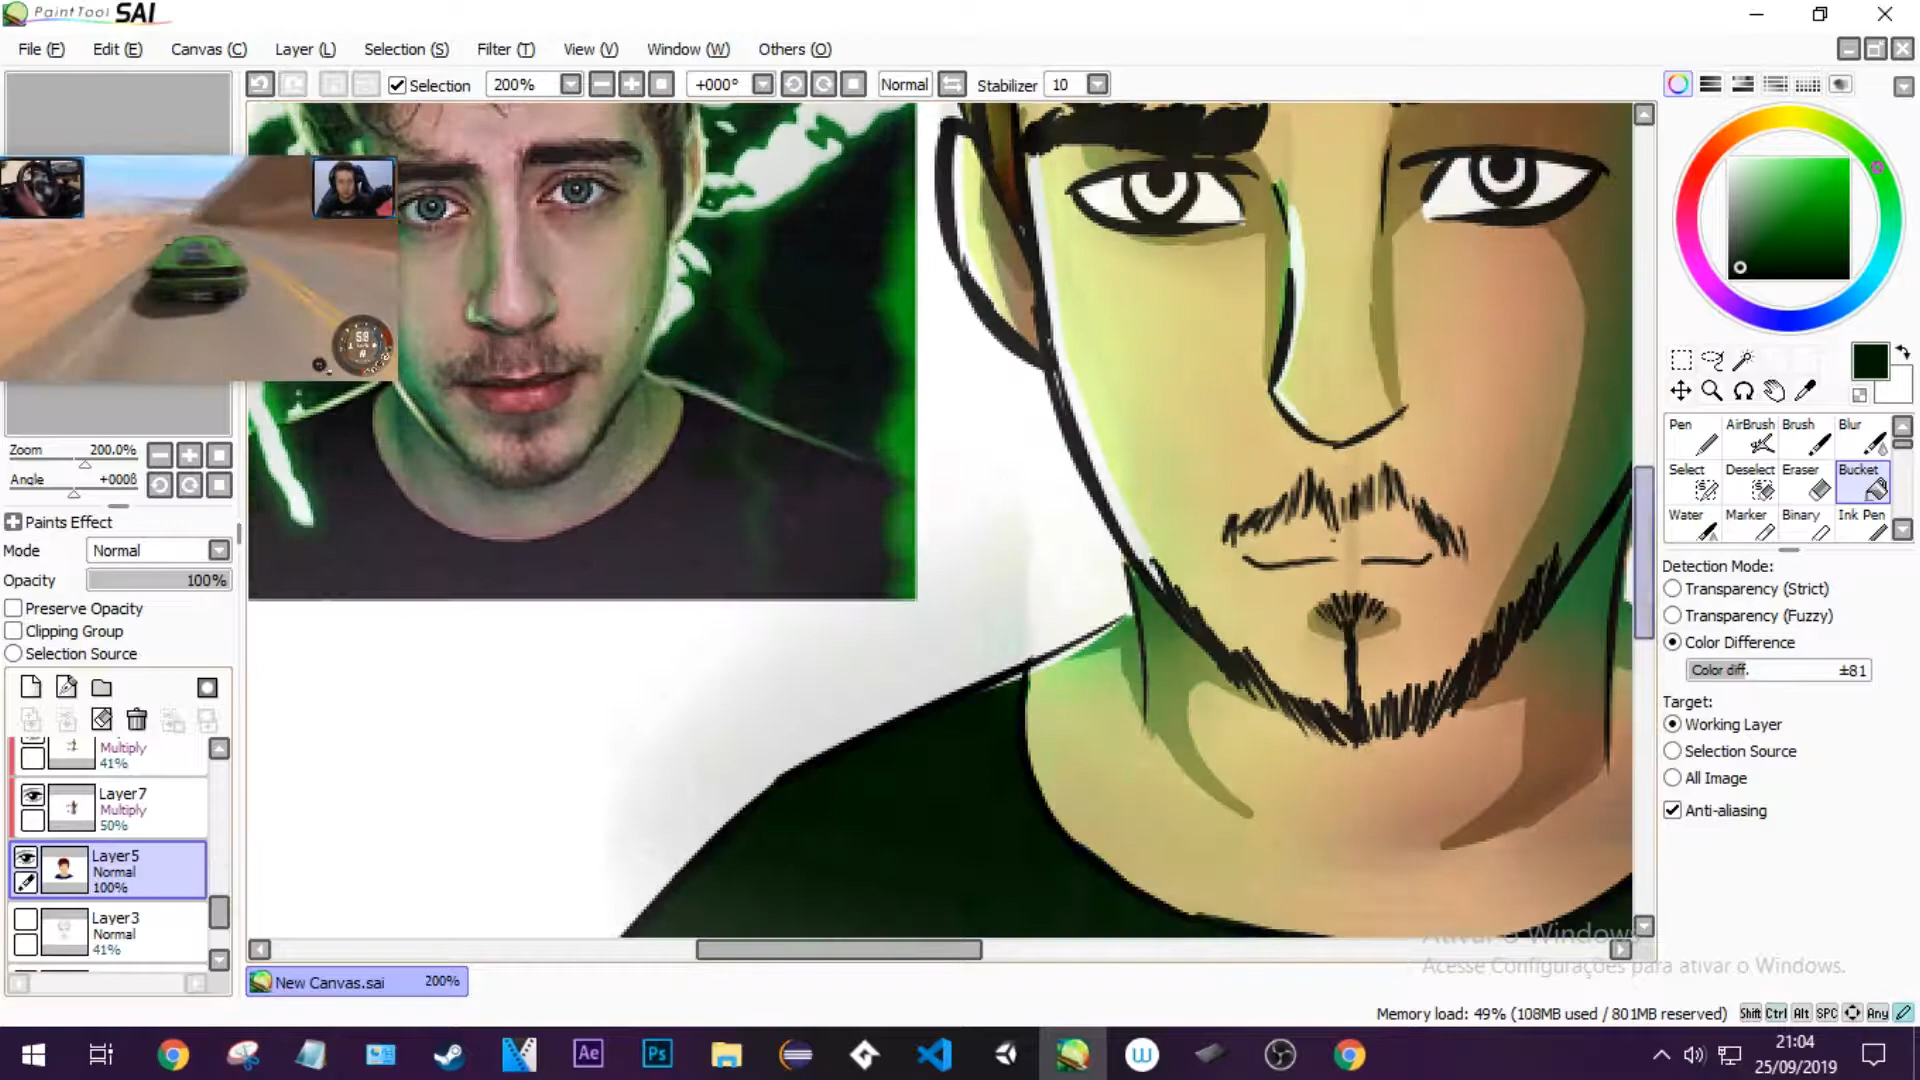 PaintTool SAI
File (F) Edit (E) Canvas (C) Layer (L) Selection (S) Filter (T) View (V) Window (W) Others (O)
Selection 200% +000° Normal Stabilizer 10
Zoom 200.0%
Angle +000ß
Paints Effect
Mode Normal
Opacity 100%
Preserve Opacity
Clipping Group
Selection Source
Multiply
41%
Layer7
Multiply
50%
Layer5
Normal
100%
Layer3
Normal
41%
58
New Canvas.sai 200%
Pen AirBrush Brush Blur
Select Deselect Eraser Bucket
Water Marker Binary Ink Pen
Detection Mode:
Transparency (Strict)
Transparency (Fuzzy)
Color Difference
Color diff. ±81
Target:
Working Layer
Selection Source
All Image
Anti-aliasing
Ativar o Windows
Acesse Configurações para ativar o Windows.
Memory load: 49% (108MB used / 801MB reserved) Shift Ctrl Alt SPC Any
Ae Ps W
21:04
25/09/2019